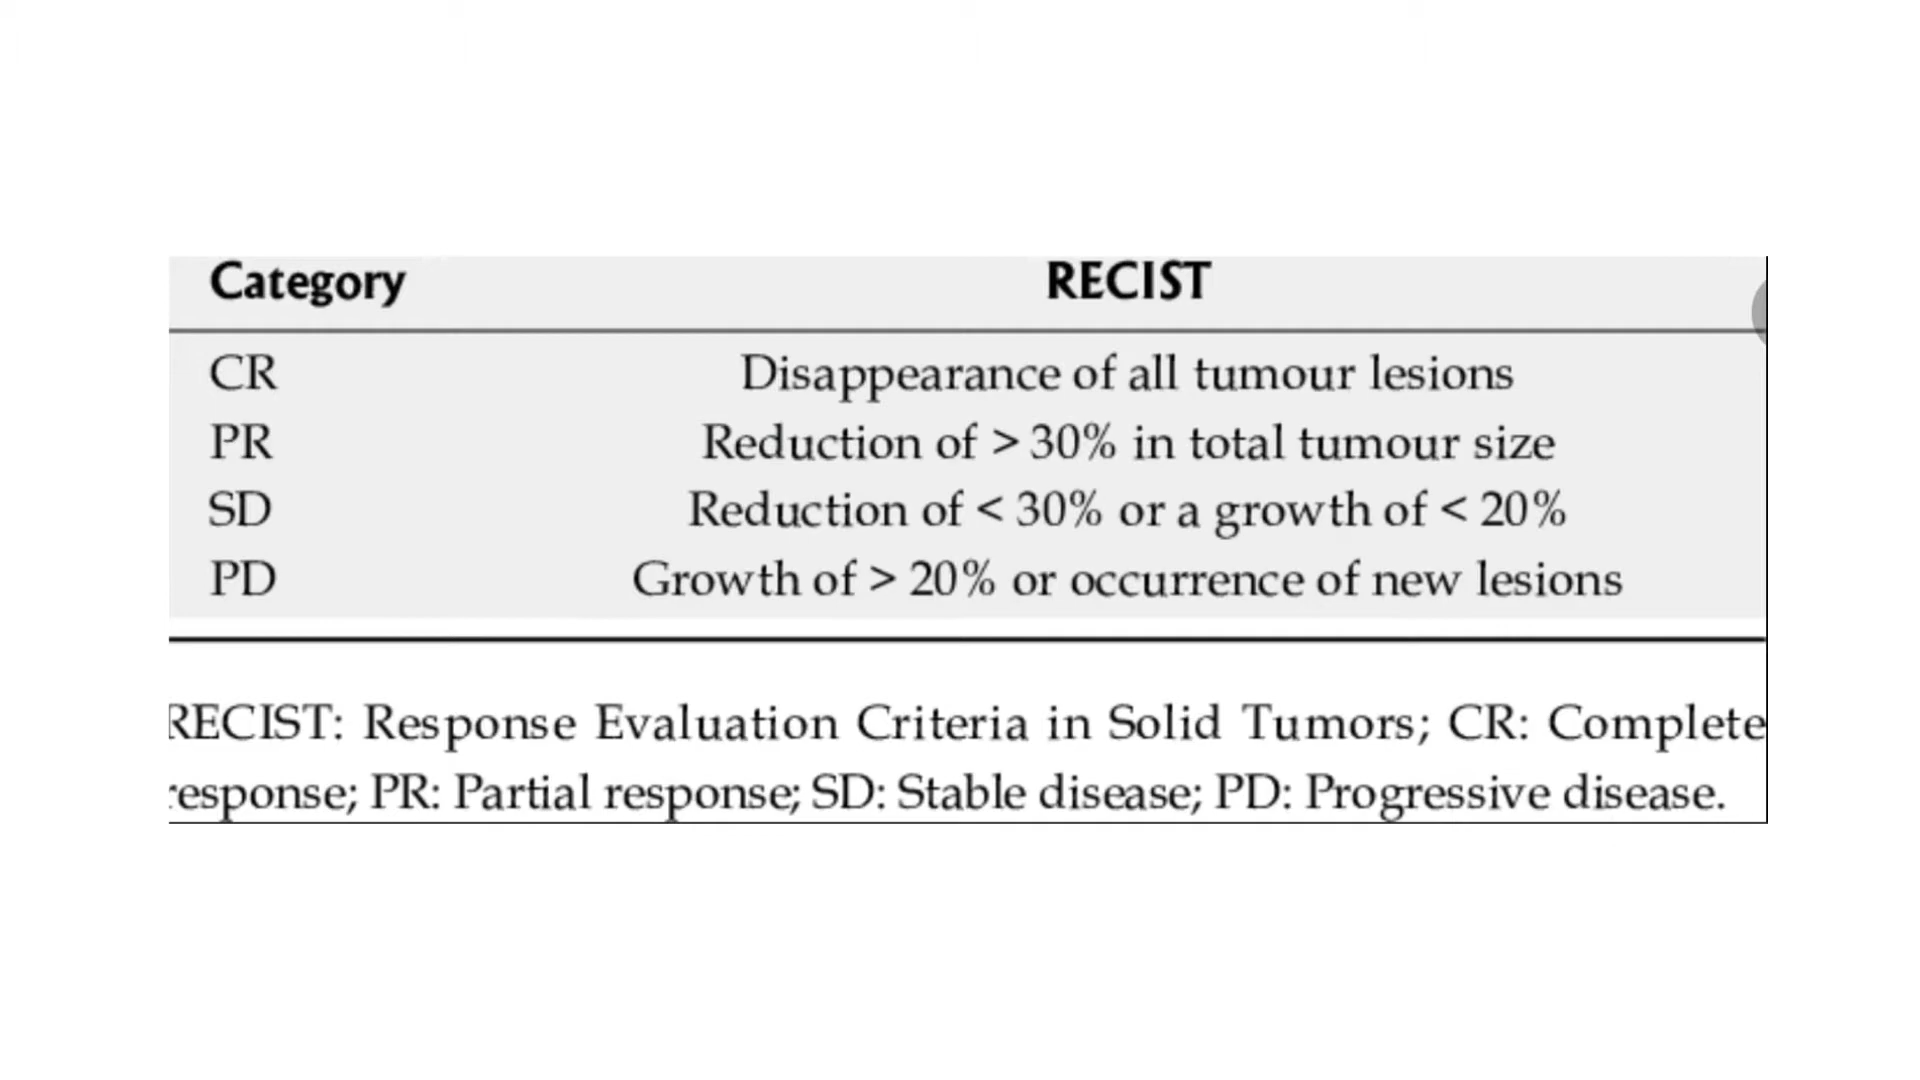 Category RECIST
CR Disappearance of all tumour lesions
PR Reduction of > 30% in total tumour size
SD Reduction of < 30% or a growth of < 20%
PD Growth of > 20% or occurrence of new lesions
RECIST: Response Evaluation Criteria in Solid Tumors; CR: Complete
response; PR: Partial response; SD: Stable disease; PD: Progressive disease.